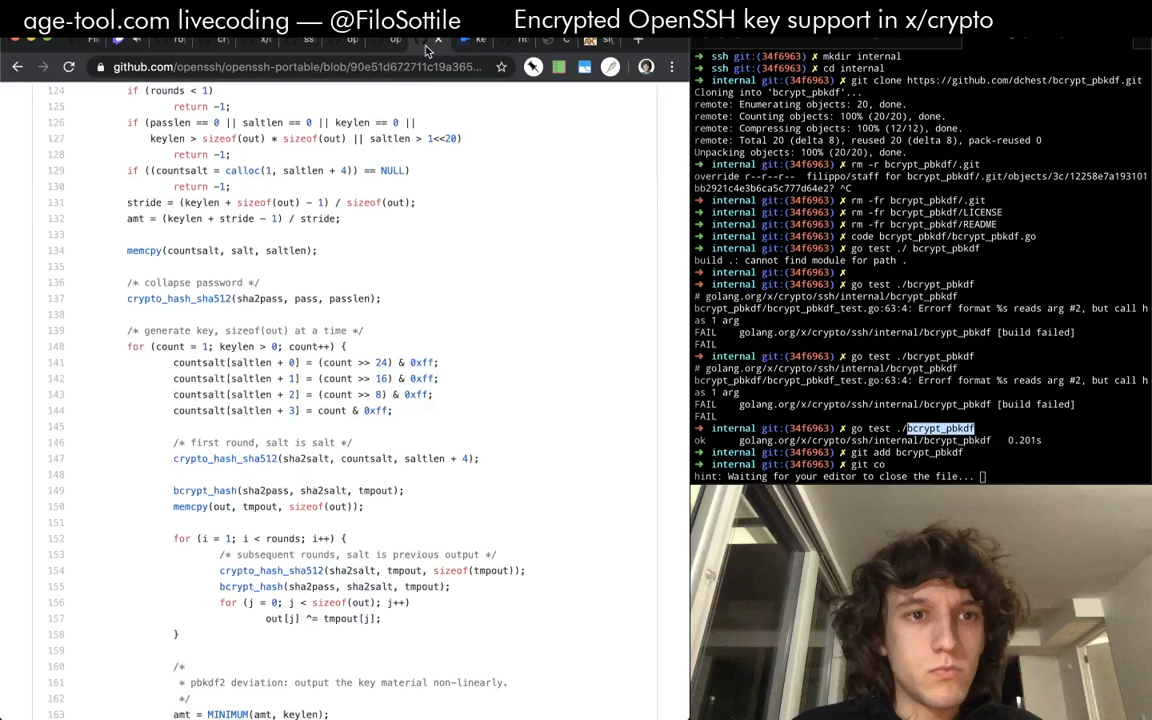 age-tool.com livecoding — @FiloSottile
Encrypted OpenSSH key support in x/crypto
github.com/openssh/openssh-portable/blob/90e51d672711c19a365...
124 if (rounds < 1)
125 return -1;
126 if (passlen == 0 || saltlen == 0 || keylen == 0 ||
127 keylen > sizeof(out) * sizeof(out) || saltlen > 1<<20)
128 return -1;
129 if ((countsalt = calloc(1, saltlen + 4)) == NULL)
130 return -1;
131 stride = (keylen + sizeof(out) - 1) / sizeof(out);
132 amt = (keylen + stride - 1) / stride;
133
134 memcpy(countsalt, salt, saltlen);
135
136 /* collapse password */
137 crypto_hash_sha512(sha2pass, pass, passlen);
138
139 /* generate key, sizeof(out) at a time */
140 for (count = 1; keylen > 0; count++) {
141 countsalt[saltlen + 0] = (count >> 24) & 0xff;
142 countsalt[saltlen + 1] = (count >> 16) & 0xff;
143 countsalt[saltlen + 2] = (count >> 8) & 0xff;
144 countsalt[saltlen + 3] = count & 0xff;
145
146 /* first round, salt is salt */
147 crypto_hash_sha512(sha2salt, countsalt, saltlen + 4);
148
149 bcrypt_hash(sha2pass, sha2salt, tmpout);
150 memcpy(out, tmpout, sizeof(out));
151
152 for (i = 1; i < rounds; i++) {
153 /* subsequent rounds, salt is previous output */
154 crypto_hash_sha512(sha2salt, tmpout, sizeof(tmpout));
155 bcrypt_hash(sha2pass, sha2salt, tmpout);
156 for (j = 0; j < sizeof(out); j++)
157 out[j] ^= tmpout[j];
158 }
159
160 /*
161 * pbkdf2 deviation: output the key material non-linearly.
162 */
163 amt = MINIMUM(amt, keylen);
➜ ssh git:(34f6963) ✗ mkdir internal
➜ ssh git:(34f6963) ✗ cd internal
➜ internal git:(34f6963) ✗ git clone https://github.com/dchest/bcrypt_pbkdf.git
Cloning into 'bcrypt_pbkdf'...
remote: Enumerating objects: 20, done.
remote: Counting objects: 100% (20/20), done.
remote: Compressing objects: 100% (12/12), done.
remote: Total 20 (delta 8), reused 20 (delta 8), pack-reused 0
Unpacking objects: 100% (20/20), done.
➜ internal git:(34f6963) ✗ rm -r bcrypt_pbkdf/.git
override r--r--r-- filippo/staff for bcrypt_pbkdf/.git/objects/3c/12258e7a193101
bb2921c4e3b6ca5c777d64e2? ^C
➜ internal git:(34f6963) ✗ rm -fr bcrypt_pbkdf/.git
➜ internal git:(34f6963) ✗ rm -fr bcrypt_pbkdf/LICENSE
➜ internal git:(34f6963) ✗ rm -fr bcrypt_pbkdf/README
➜ internal git:(34f6963) ✗ code bcrypt_pbkdf/bcrypt_pbkdf.go
➜ internal git:(34f6963) ✗ go test ./ bcrypt_pbkdf
build .: cannot find module for path .
➜ internal git:(34f6963) ✗
➜ internal git:(34f6963) ✗ go test ./bcrypt_pbkdf
# golang.org/x/crypto/ssh/internal/bcrypt_pbkdf
bcrypt_pbkdf/bcrypt_pbkdf_test.go:63:4: Errorf format %s reads arg #2, but call h
as 1 arg
FAIL golang.org/x/crypto/ssh/internal/bcrypt_pbkdf [build failed]
FAIL
➜ internal git:(34f6963) ✗ go test ./bcrypt_pbkdf
# golang.org/x/crypto/ssh/internal/bcrypt_pbkdf
bcrypt_pbkdf/bcrypt_pbkdf_test.go:63:4: Errorf format %s reads arg #2, but call h
as 1 arg
FAIL golang.org/x/crypto/ssh/internal/bcrypt_pbkdf [build failed]
FAIL
➜ internal git:(34f6963) ✗ go test ./bcrypt_pbkdf
ok golang.org/x/crypto/ssh/internal/bcrypt_pbkdf 0.201s
➜ internal git:(34f6963) ✗ git add bcrypt_pbkdf
➜ internal git:(34f6963) ✗ git co
hint: Waiting for your editor to close the file...